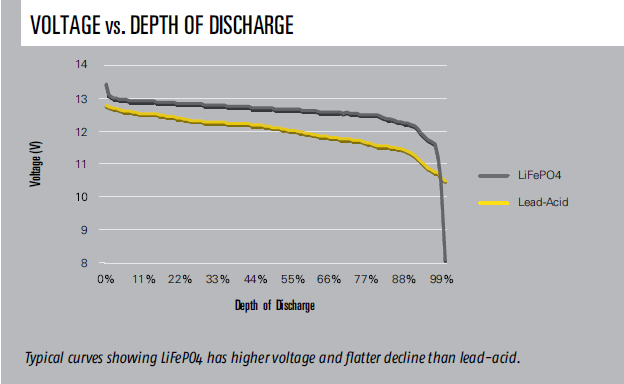 VOLTAGE vs. DEPTH OF DISCHARGE
14
13
12
11
10
9
8
Voltage (V)
0% 11% 22% 33% 44% 55% 66% 77% 88% 99%
Depth of Discharge
LiFePO4
Lead-Acid
Typical curves showing LiFePO4 has higher voltage and flatter decline than lead-acid.